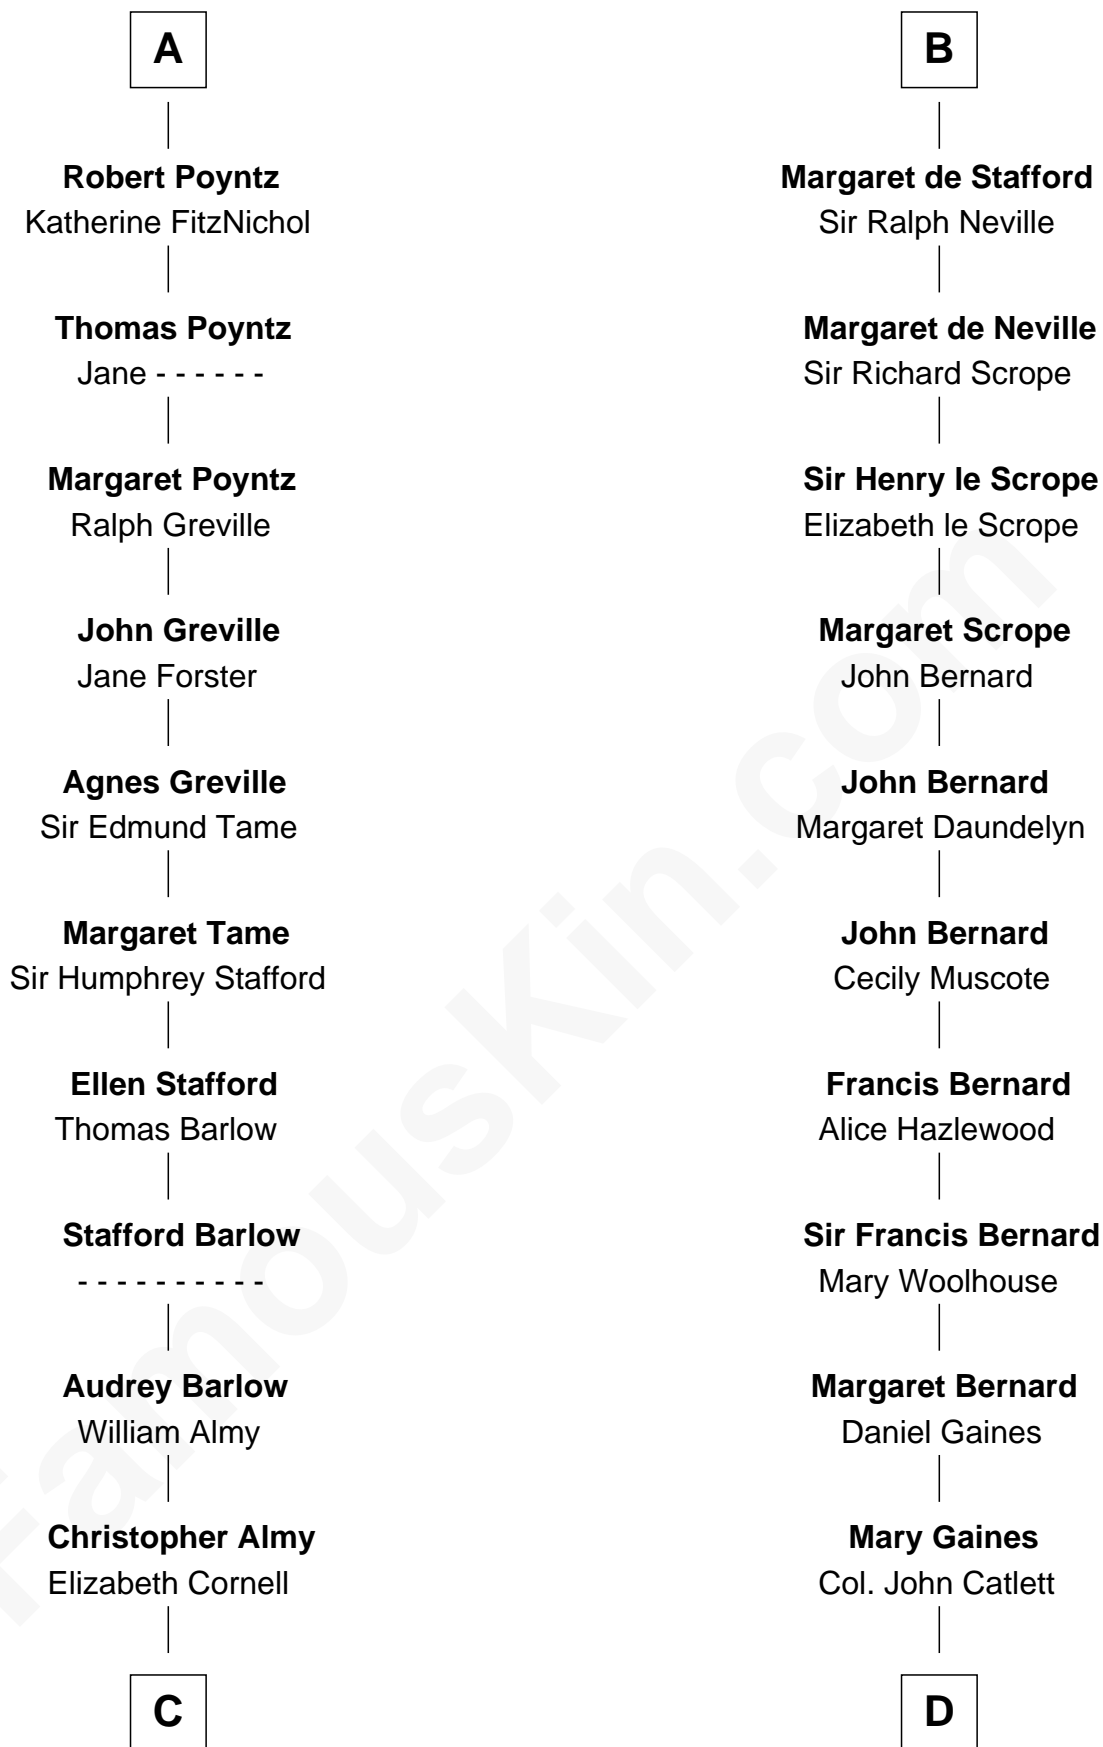 A
Robert Poyntz
Katherine FitzNichol
Thomas Poyntz
Jane - - - - - -
Margaret Poyntz
Ralph Greville
John Greville
Jane Forster
Agnes Greville
Sir Edmund Tame
Margaret Tame
Sir Humphrey Stafford
Ellen Stafford
Thomas Barlow
Stafford Barlow
- - - - - - - - - -
Audrey Barlow
William Almy
Christopher Almy
Elizabeth Cornell
C
B
Margaret de Stafford
Sir Ralph Neville
Margaret de Neville
Sir Richard Scrope
Sir Henry le Scrope
Elizabeth le Scrope
Margaret Scrope
John Bernard
John Bernard
Margaret Daundelyn
John Bernard
Cecily Muscote
Francis Bernard
Alice Hazlewood
Sir Francis Bernard
Mary Woolhouse
Margaret Bernard
Daniel Gaines
Mary Gaines
Col. John Catlett
D
FamousKin.com